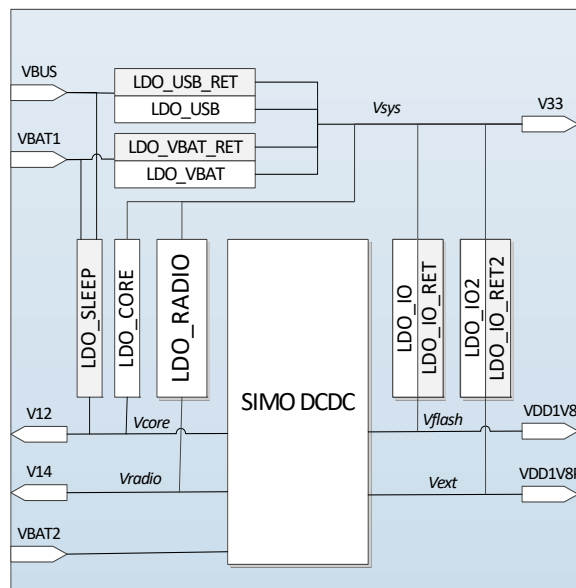 VBUS
LDO_USB_RET
LDO_USB
Vsys
V33
VBAT1
LDO_VBAT_RET
LDO_VBAT
LDO_SLEEP
LDO_CORE
LDO_RADIO
SIMO DCDC
LDO_IO
LDO_IO_RET
LDO_IO2
LDO_IO_RET2
V12
Vcore
Vflash
VDD1V8
V14
Vradio
Vext
VDD1V8P
VBAT2